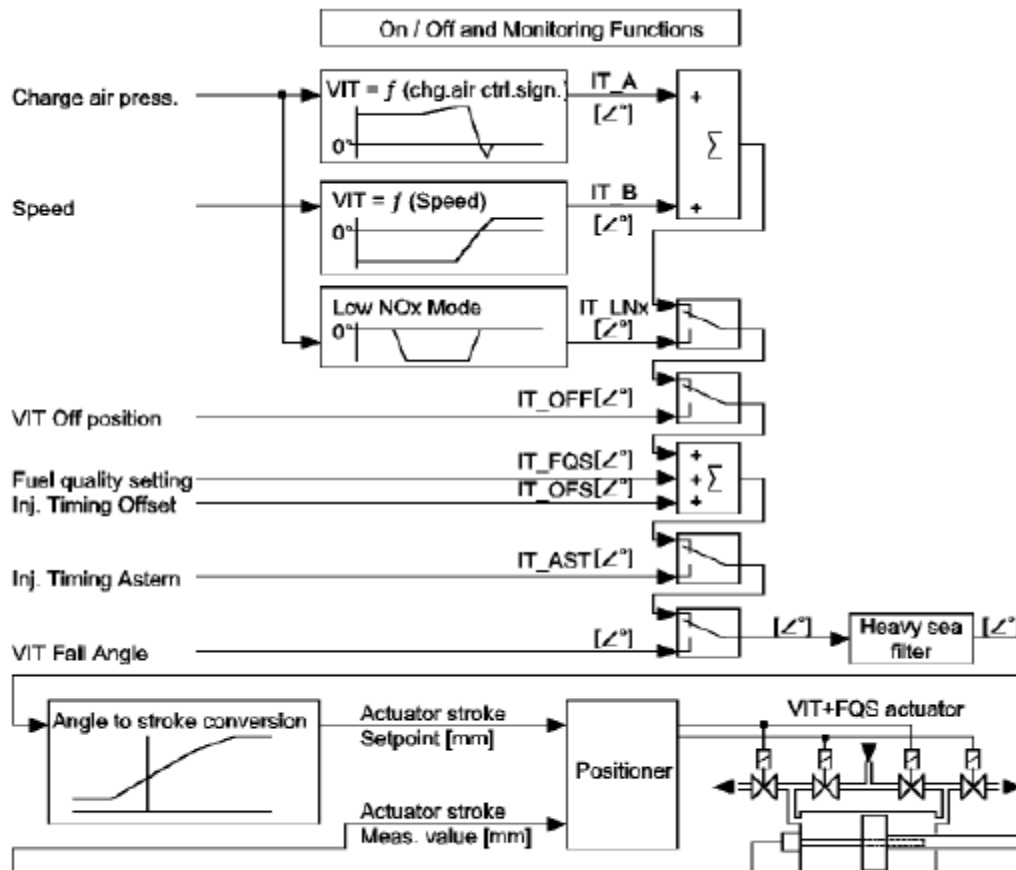 On / Off and Monitoring Functions
Charge air press.
VIT = ƒ (chg.air ctrl.sign.)
0°
IT_A
[∠°]
+
Σ
+
Speed
VIT = ƒ (Speed)
0°
IT_B
[∠°]
Low NOx Mode
0°
IT_LNx
[∠°]
VIT Off position
IT_OFF[∠°]
Fuel quality setting
IT_FQS[∠°]
Inj. Timing Offset
IT_OFS[∠°]
+
+ Σ
+
Inj. Timing Astern
IT_AST[∠°]
VIT Fail Angle
[∠°]
[∠°]
Heavy sea
filter
[∠°]
Angle to stroke conversion
Actuator stroke
Setpoint [mm]
Actuator stroke
Meas. value [mm]
Positioner
VIT+FQS actuator